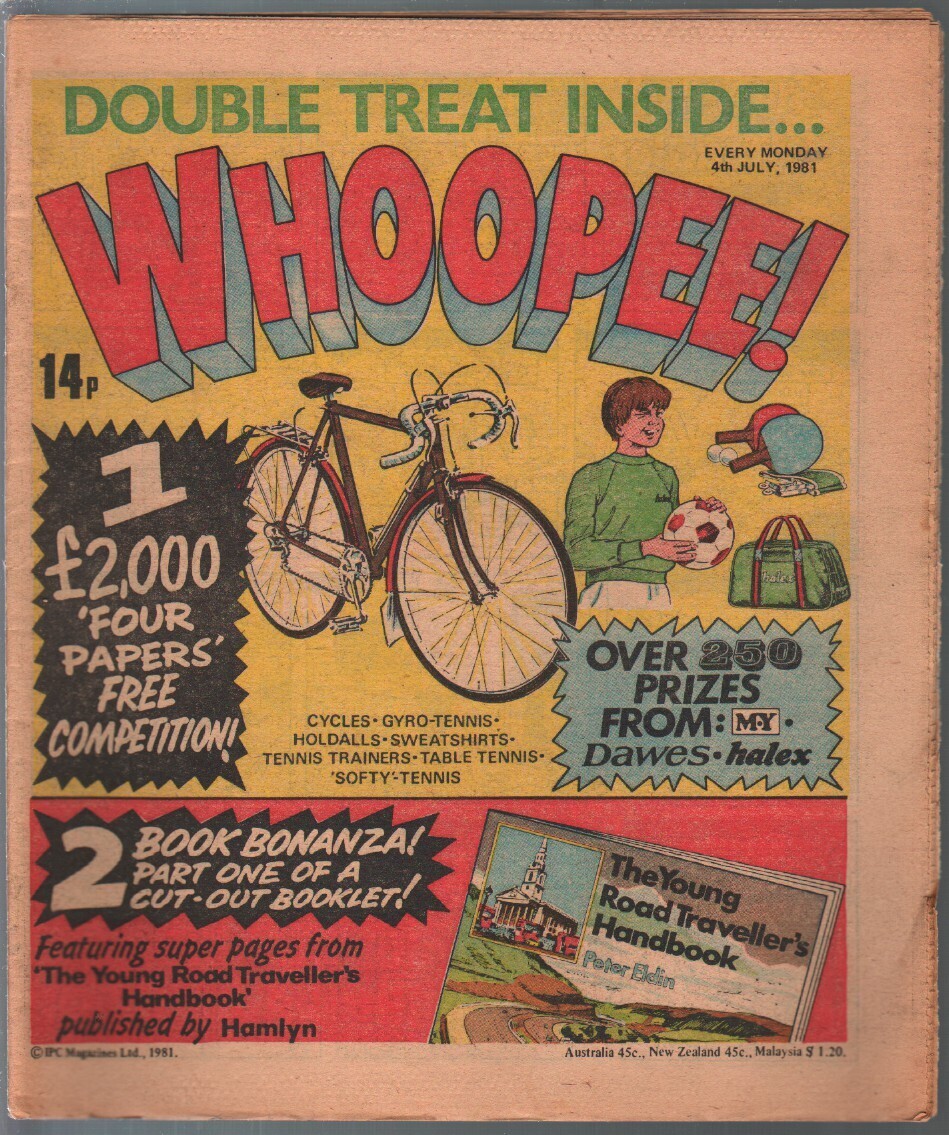 DOUBLE TREAT INSIDE...
EVERY MONDAY
4th JULY, 1981
WHOOPEE!
14p
1
£2,000
'FOUR
PAPERS'
FREE
COMPETITION!
halex
CYCLES• GYRO-TENNIS•
HOLDALLS• SWEATSHIRTS•
TENNIS TRAINERS• TABLE TENNIS•
'SOFTY'-TENNIS
OVER 250
PRIZES
FROM: M•Y •
Dawes • halex
2
BOOK BONANZA!
PART ONE OF A
CUT-OUT BOOKLET!
Featuring super pages from
'The Young Road Traveller's
Handbook'
published by Hamlyn
The Young
Road Traveller's
Handbook
Peter Eldin
© IPC Magazines Ltd., 1981.
Australia 45c., New Zealand 45c., Malaysia $ 1.20.